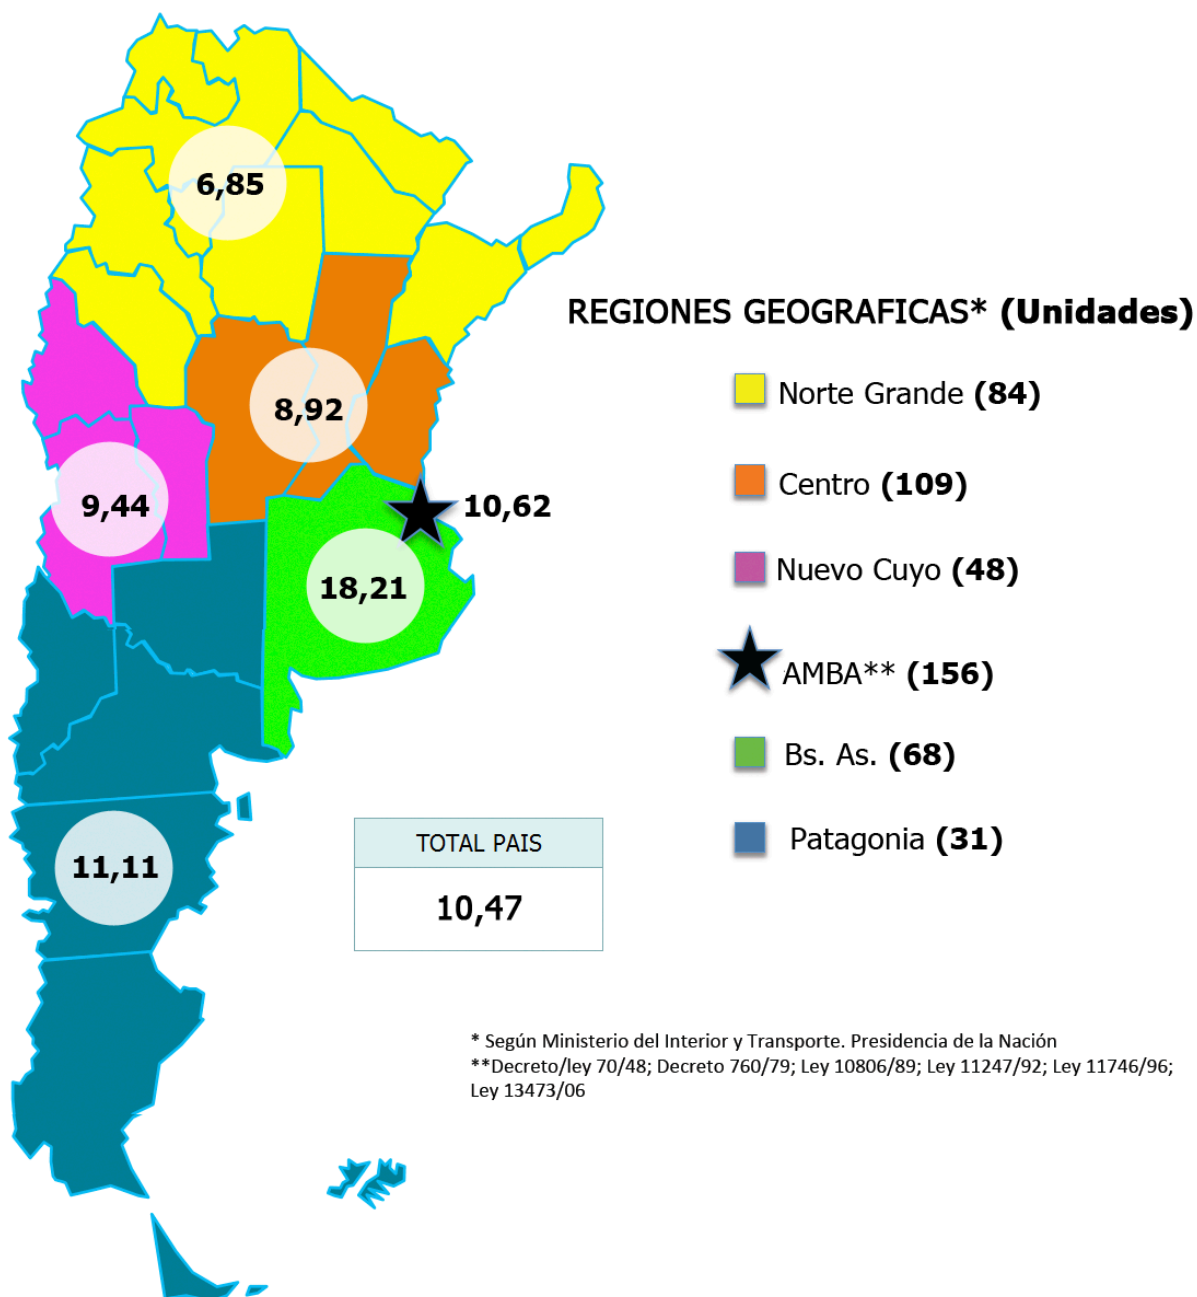 6,85
REGIONES GEOGRAFICAS* (Unidades)
Norte Grande (84)
8,92
Centro (109)
9,44
10,62
Nuevo Cuyo (48)
18,21
AMBA** (156)
Bs. As. (68)
Patagonia (31)
TOTAL PAIS
11,11
10,47
* Según Ministerio del Interior y Transporte. Presidencia de la Nación
**Decreto/ley 70/48; Decreto 760/79; Ley 10806/89; Ley 11247/92; Ley 11746/96;
Ley 13473/06